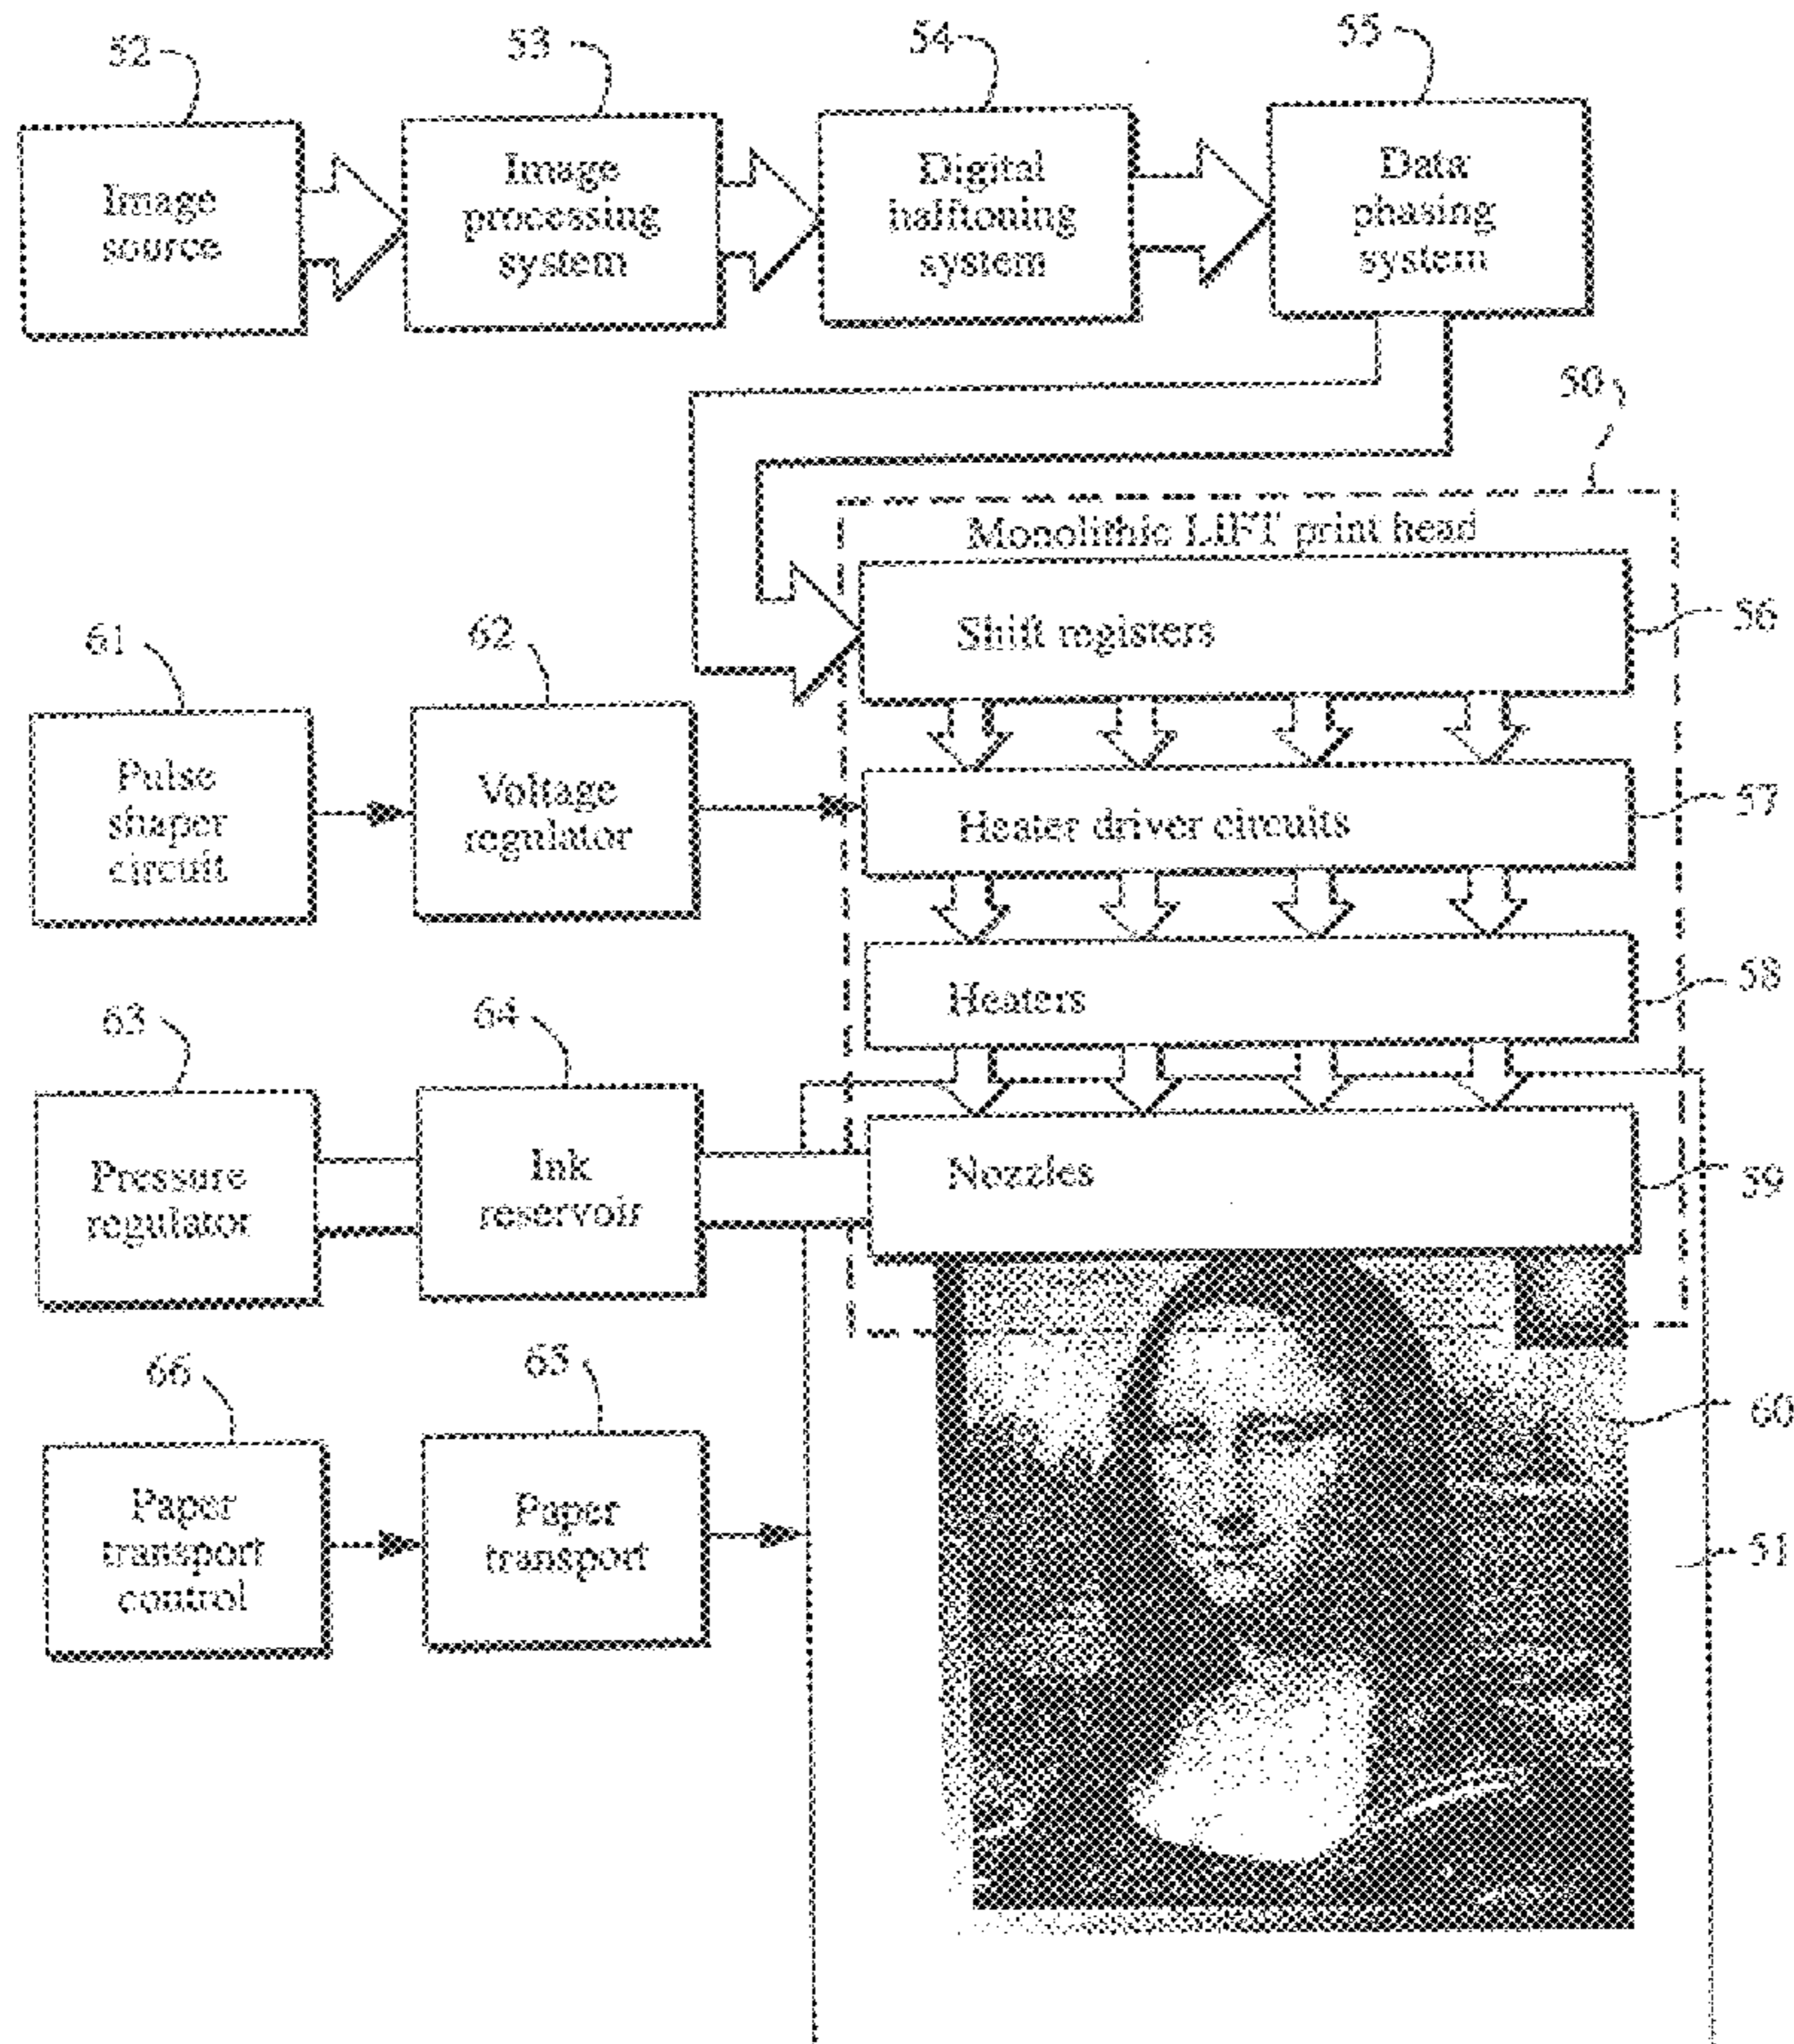 52
53
54
55
Image
source
Image
processing
system
Digital
halftoning
system
Data
phasing
system
50
Monolithic LIFT print head
Shift registers
56
61
62
Pulse
shaper
circuit
Voltage
regulator
Heater driver circuits
57
Heaters
58
63
64
Pressure
regulator
Ink
reservoir
Nozzles
59
66
65
60
Paper
transport
control
Paper
transport
51